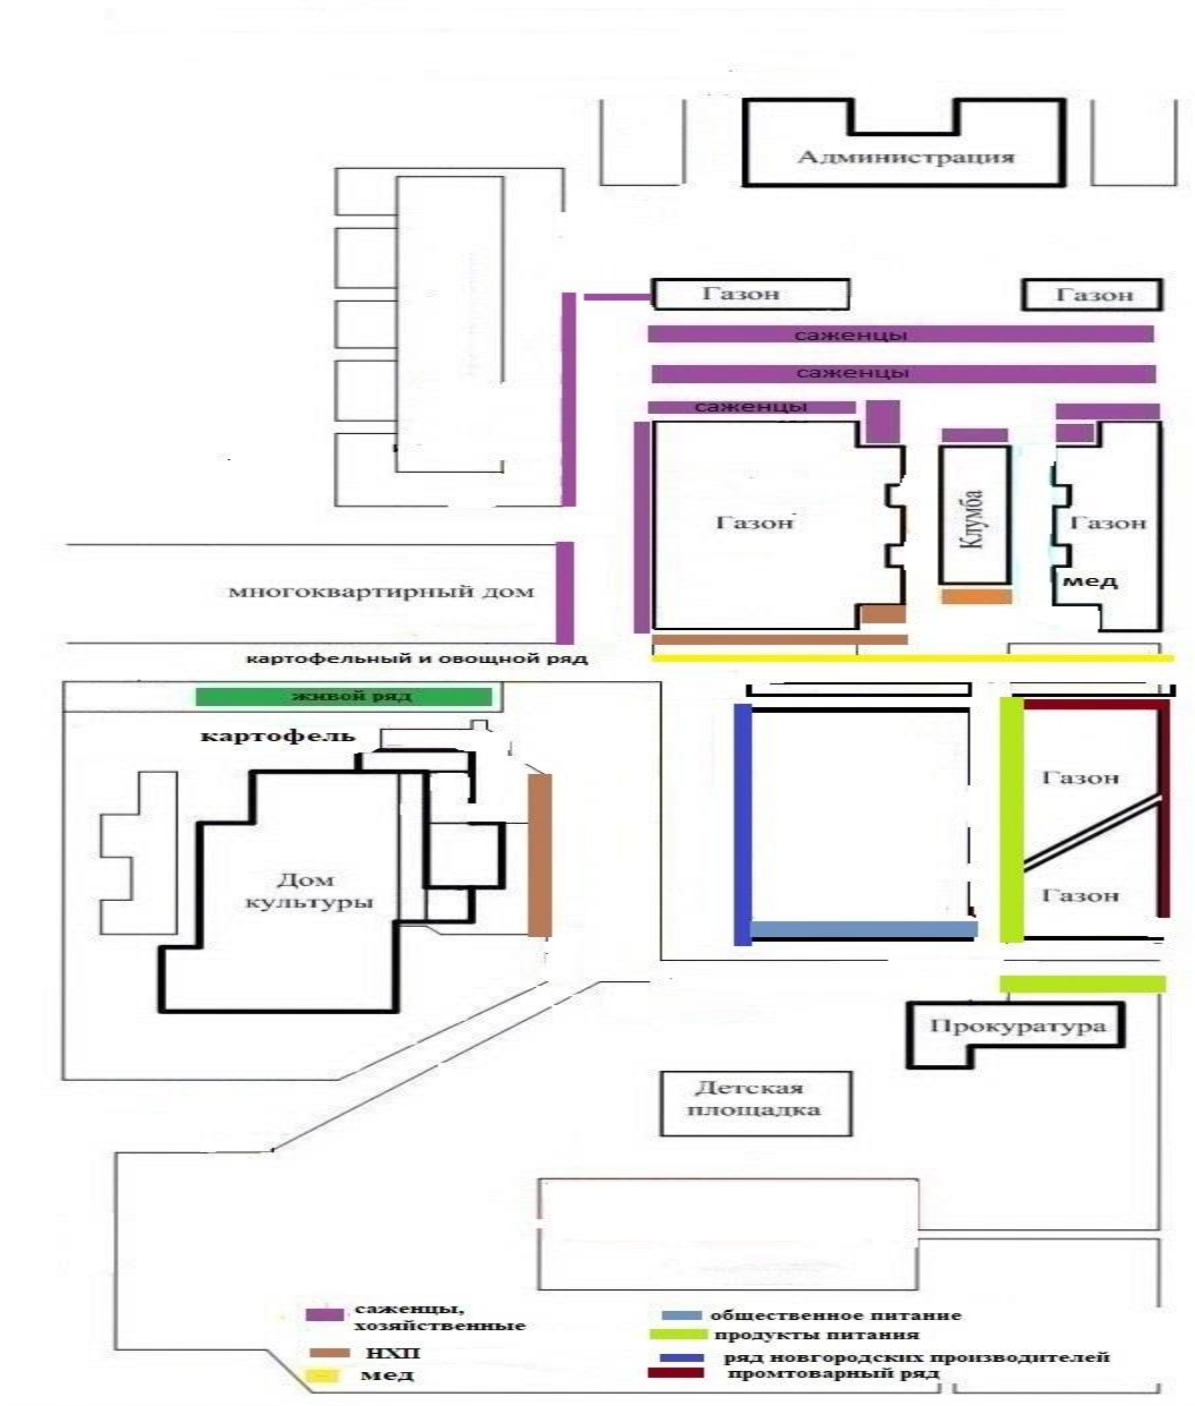 Администрация
Газон
Газон
саженцы
саженцы
саженцы
Газон
Клумба
Газон
мед
многоквартирный дом
картофельный и овощной ряд
живой ряд
картофель
Газон
Дом
культуры
Газон
Прокуратура
Детская
площадка
саженцы,
хозяйственные
НХП
мед
общественное питание
продукты питания
ряд новгородских производителей
промтоварный ряд